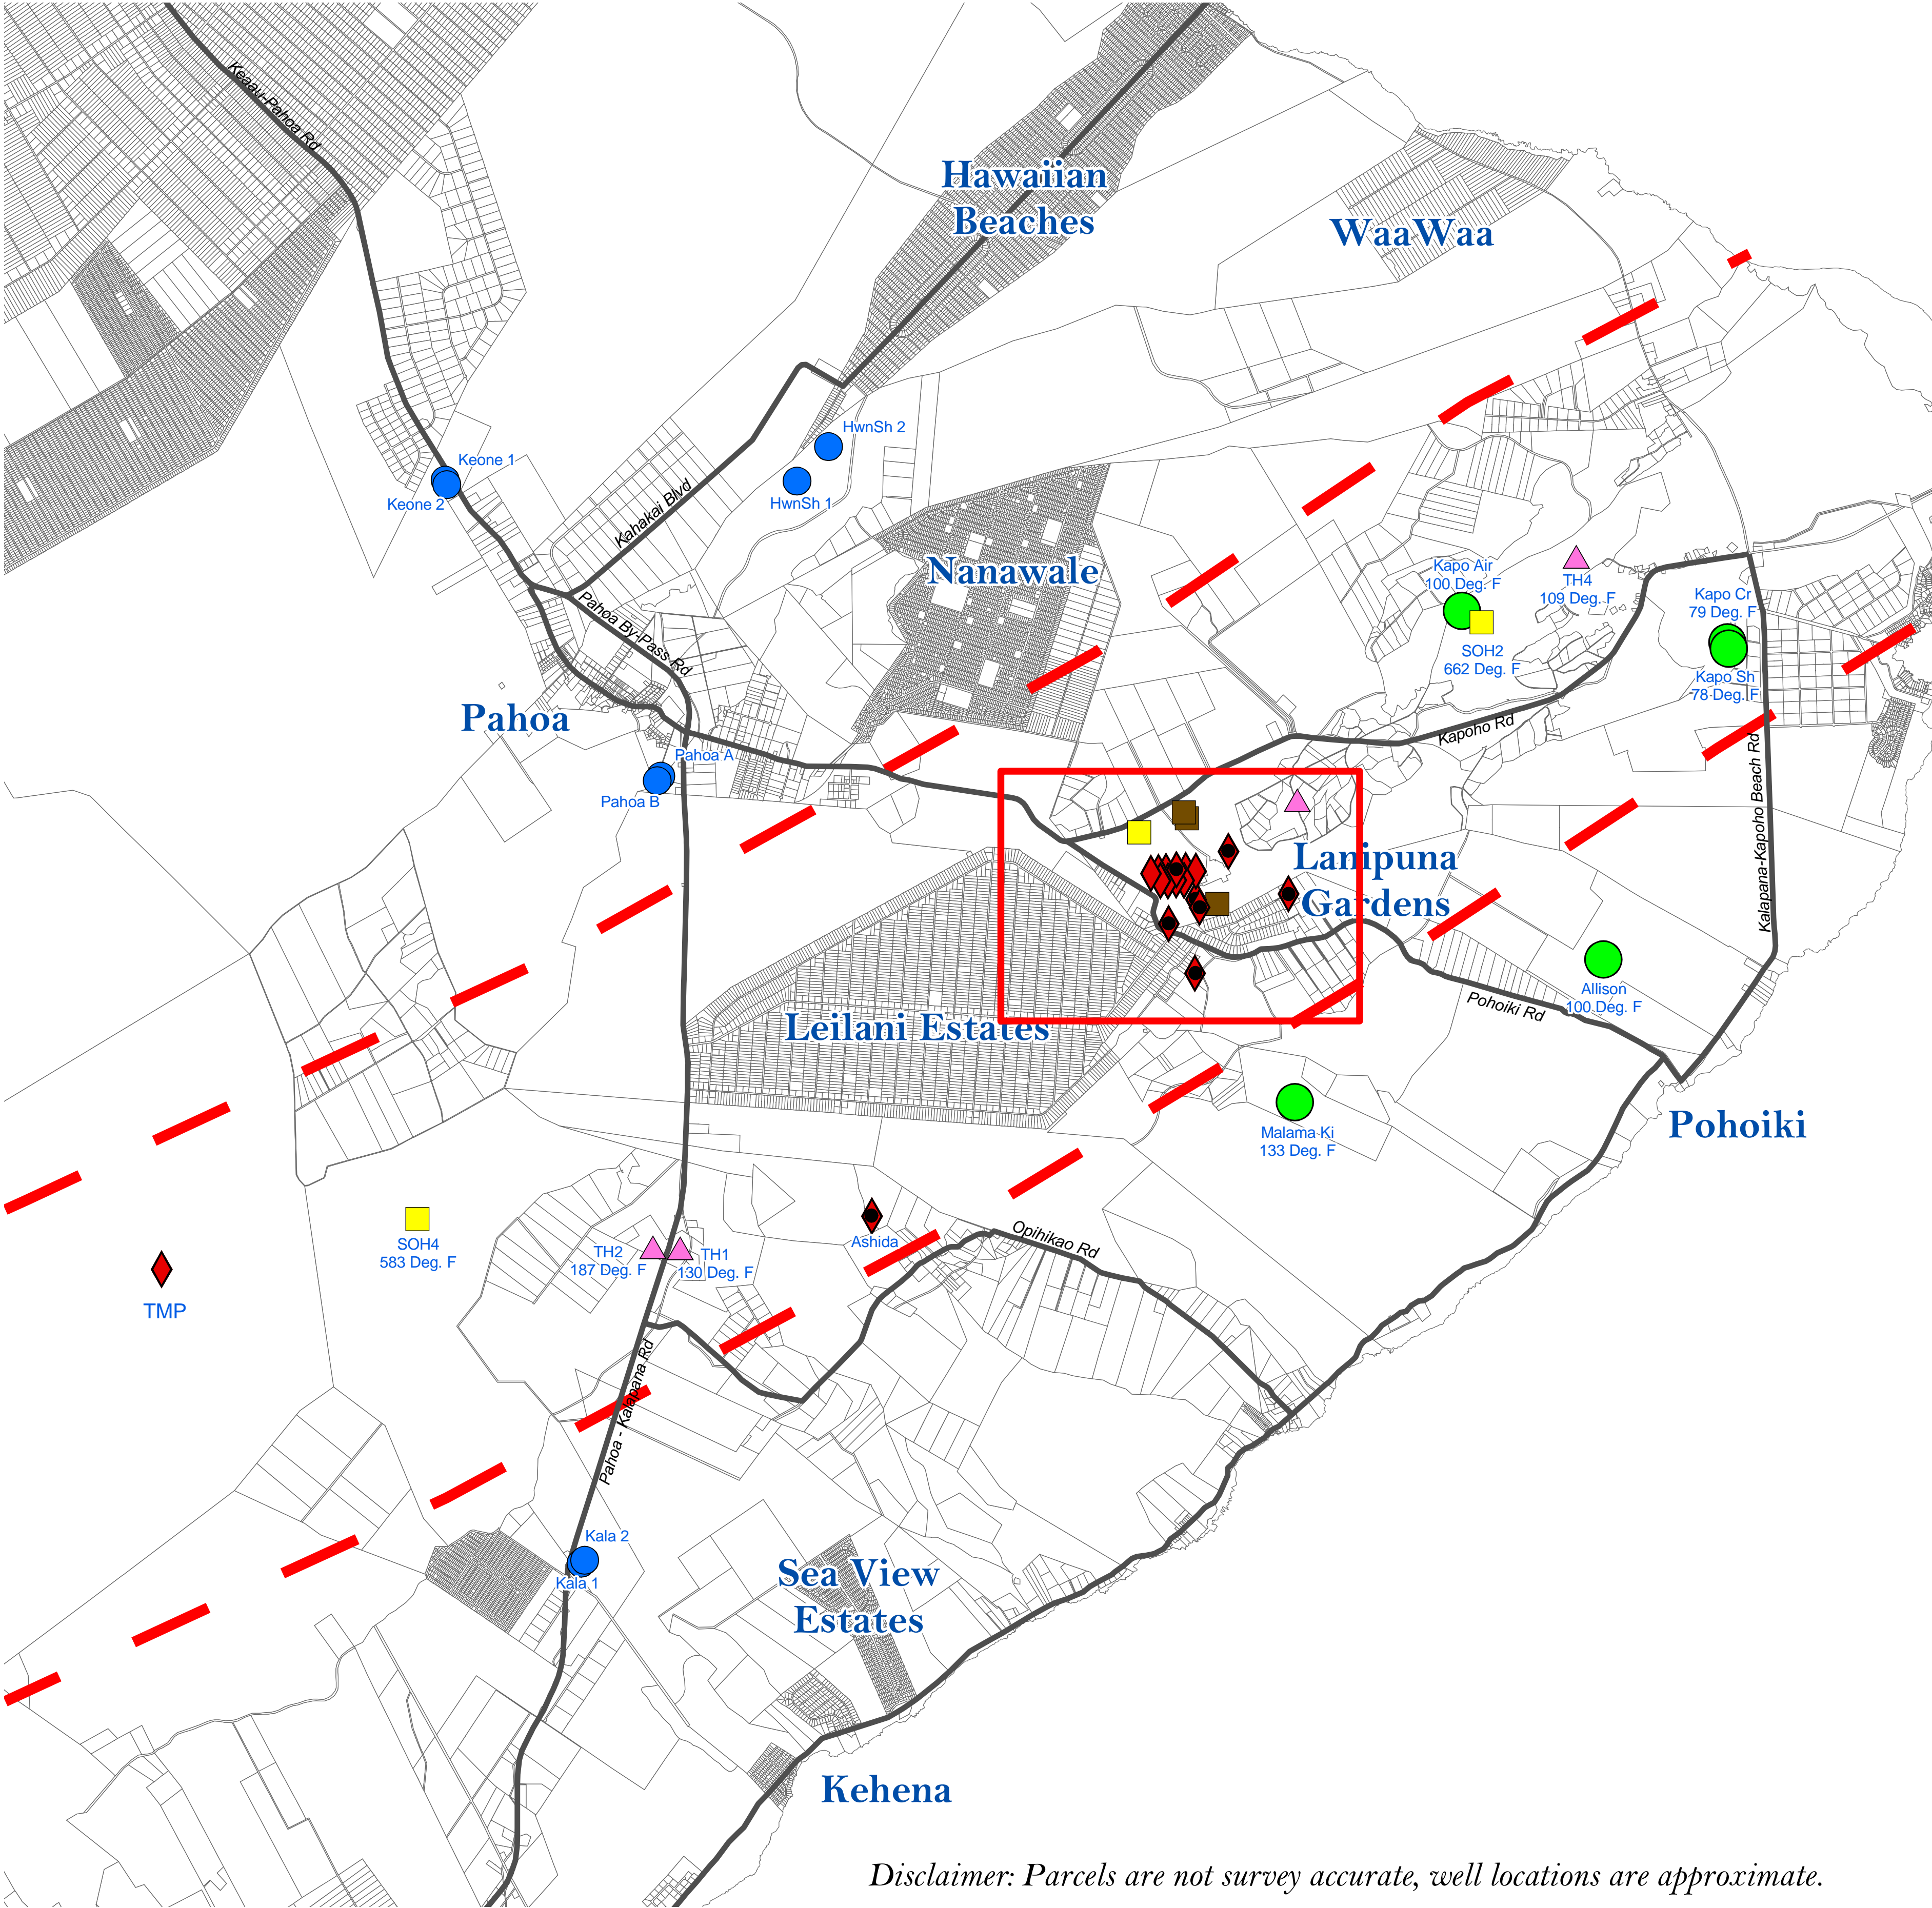 Keaau-Pahoa Rd
Hawaiian
Beaches
WaaWaa
HwnSh 2
Keone 1
HwnSh 1
Keone 2
Kahakai Blvd
Nanawale
Kapo Air
100 Deg. F
TH4
109 Deg. F
Kapo Cr
79 Deg. F
Pahoa By-Pass Rd
SOH2
662 Deg. F
Kapo Sh
78 Deg. F
Pahoa
Kapoho Rd
Pahoa A
Pahoa B
Kalapana-Kapoho Beach Rd
Lanipuna
Gardens
Allison
100 Deg. F
Pohoiki Rd
Leilani Estates
Pohoiki
Malama Ki
133 Deg. F
Opihikao Rd
Ashida
SOH4
583 Deg. F
TH2
187 Deg. F
TH1
130 Deg. F
TMP
Pahoa - Kalapana Rd
Kala 2
Kala 1
Sea View
Estates
Kehena
Disclaimer: Parcels are not survey accurate, well locations are approximate.